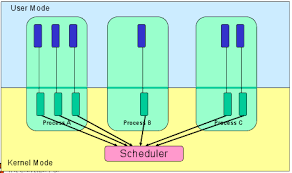 User Mode
Process A
Process B
Process C
Scheduler
Kernel Mode